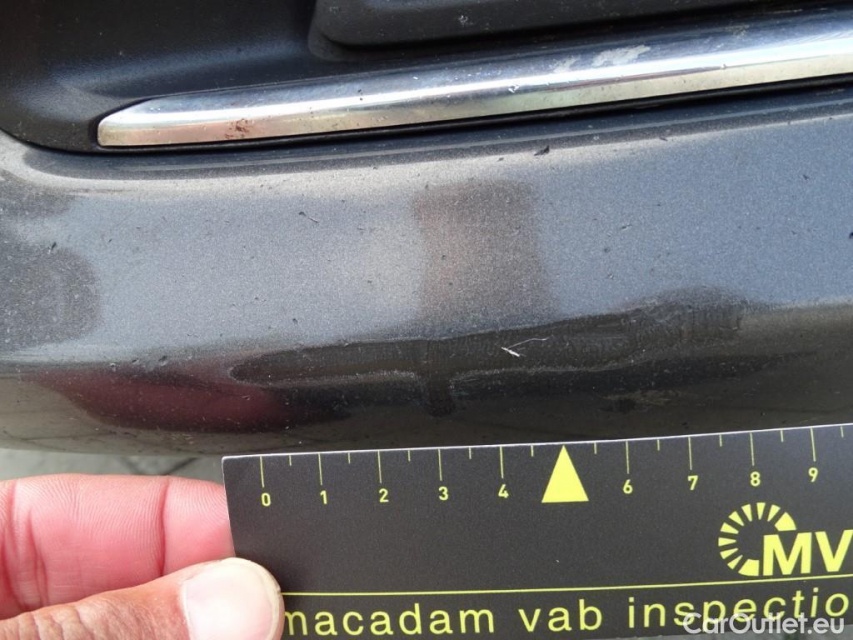 0 1 2 3 4 6 7 8 9
MV
macadam vab inspectio
CarOutlet.eu